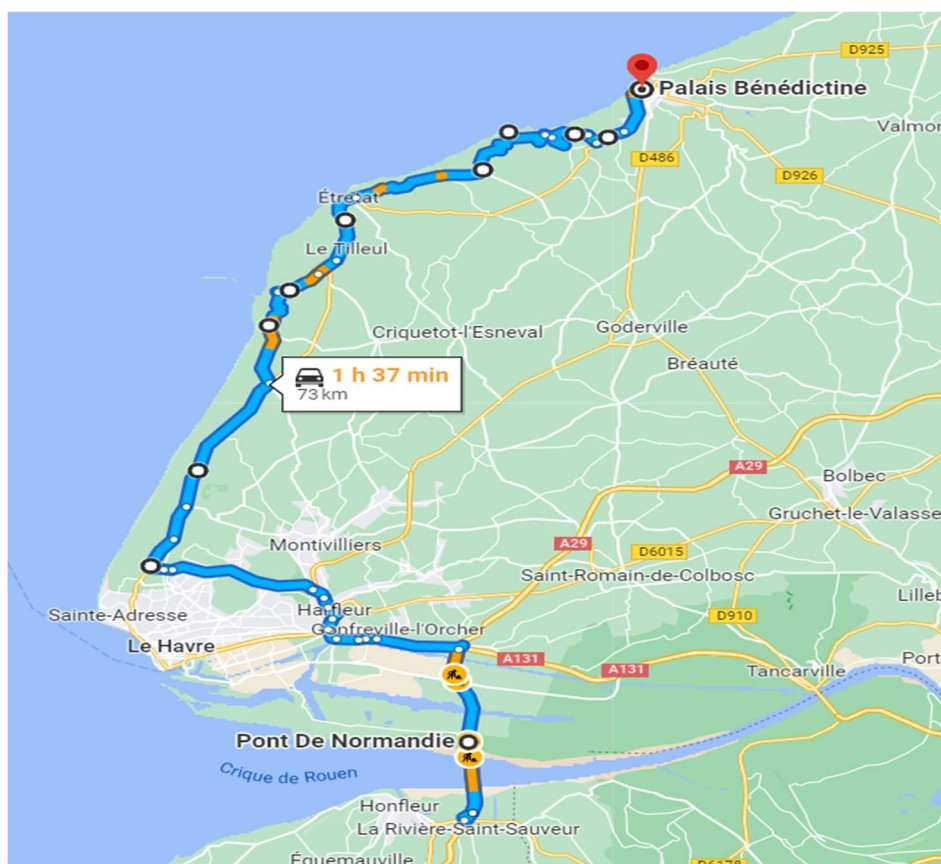 D925
Palais Bénédictine
Valmon
D486
D926
Étretat
Le Tilleul
Criquetot-l'Esneval
Goderville
Bréauté
1 h 37 min
73 km
A29
Bolbec
Gruchet-le-Valasse
Montivilliers
A29
D6015
Saint-Romain-de-Colbosc
Lilleb
Sainte-Adresse
Harfleur
D910
Gonfreville-l'Orcher
Le Havre
A131
A131
Port
Tancarville
Pont De Normandie
Crique de Rouen
Honfleur
La Rivière-Saint-Sauveur
Équemauville
D6178